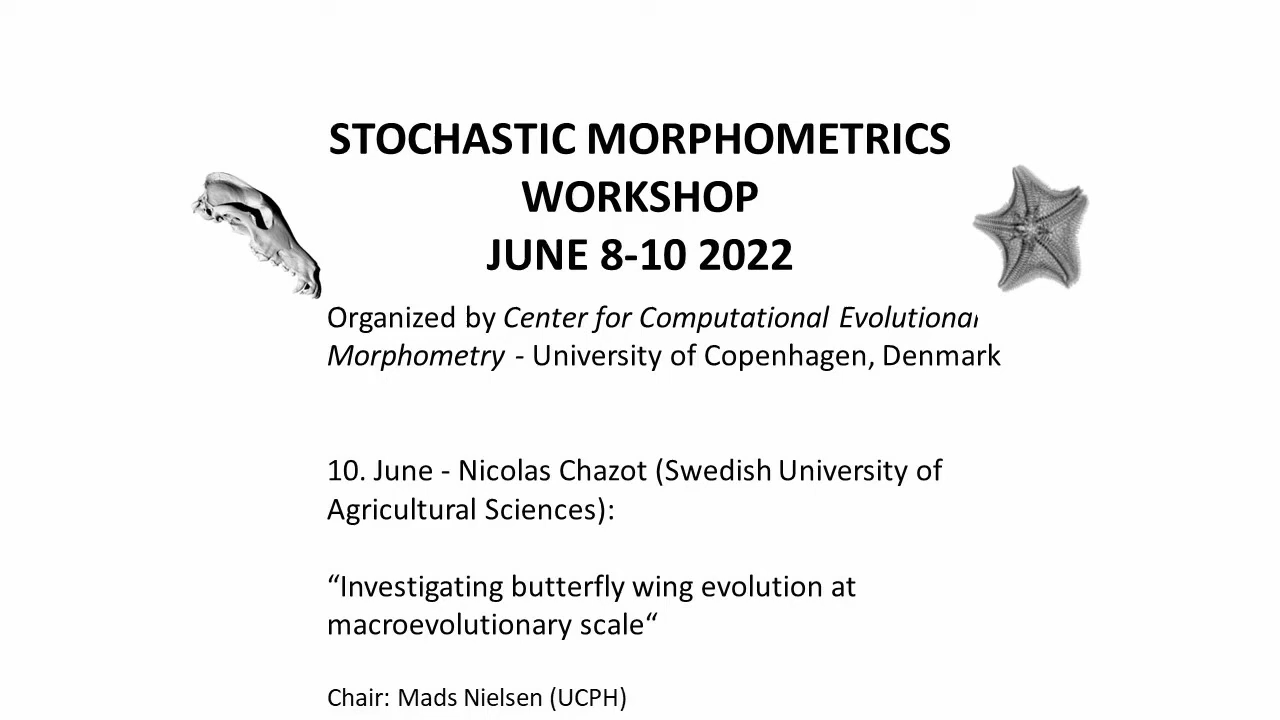 STOCHASTIC MORPHOMETRICS
WORKSHOP
JUNE 8-10 2022
Organized by Center for Computational Evolutionar
Morphometry - University of Copenhagen, Denmark
10. June - Nicolas Chazot (Swedish University of
Agricultural Sciences):
“Investigating butterfly wing evolution at
macroevolutionary scale“
Chair: Mads Nielsen (UCPH)